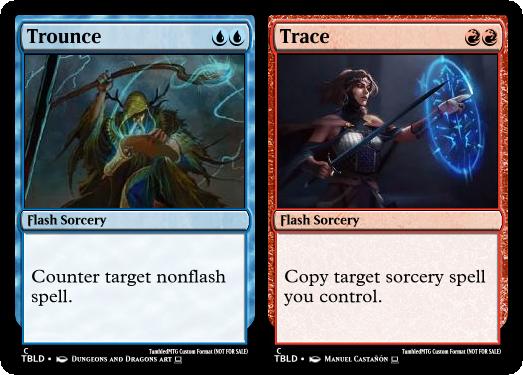 Trounce
Flash Sorcery
Counter target nonflash
spell.
C
TBLD • DUNGEONS AND DRAGONS ART
TumbledMTG Custom Format (NOT FOR SALE)
Trace
Flash Sorcery
Copy target sorcery spell
you control.
C
TBLD • MANUEL CASTAÑÓN
TumbledMTG Custom Format (NOT FOR SALE)